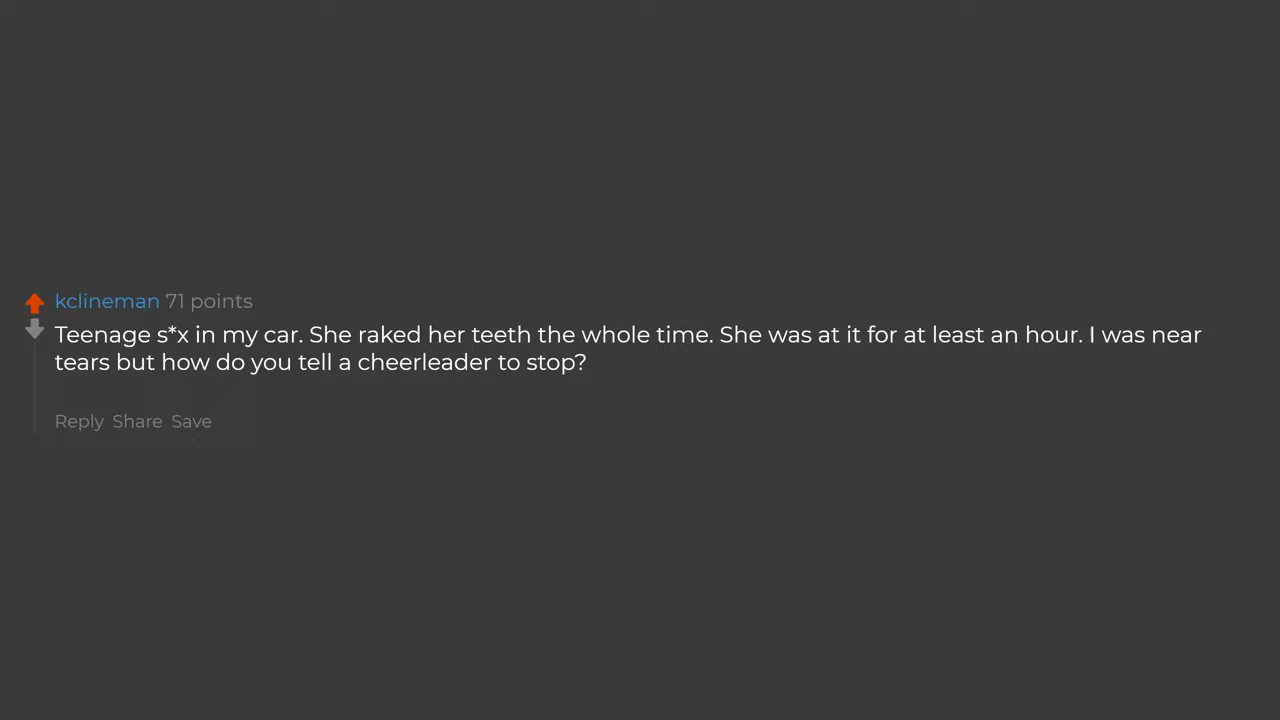 kclineman 71 points
Teenage s*x in my car. She raked her teeth the whole time. She was at it for at least an hour. I was near
tears but how do you tell a cheerleader to stop?
Reply Share Save